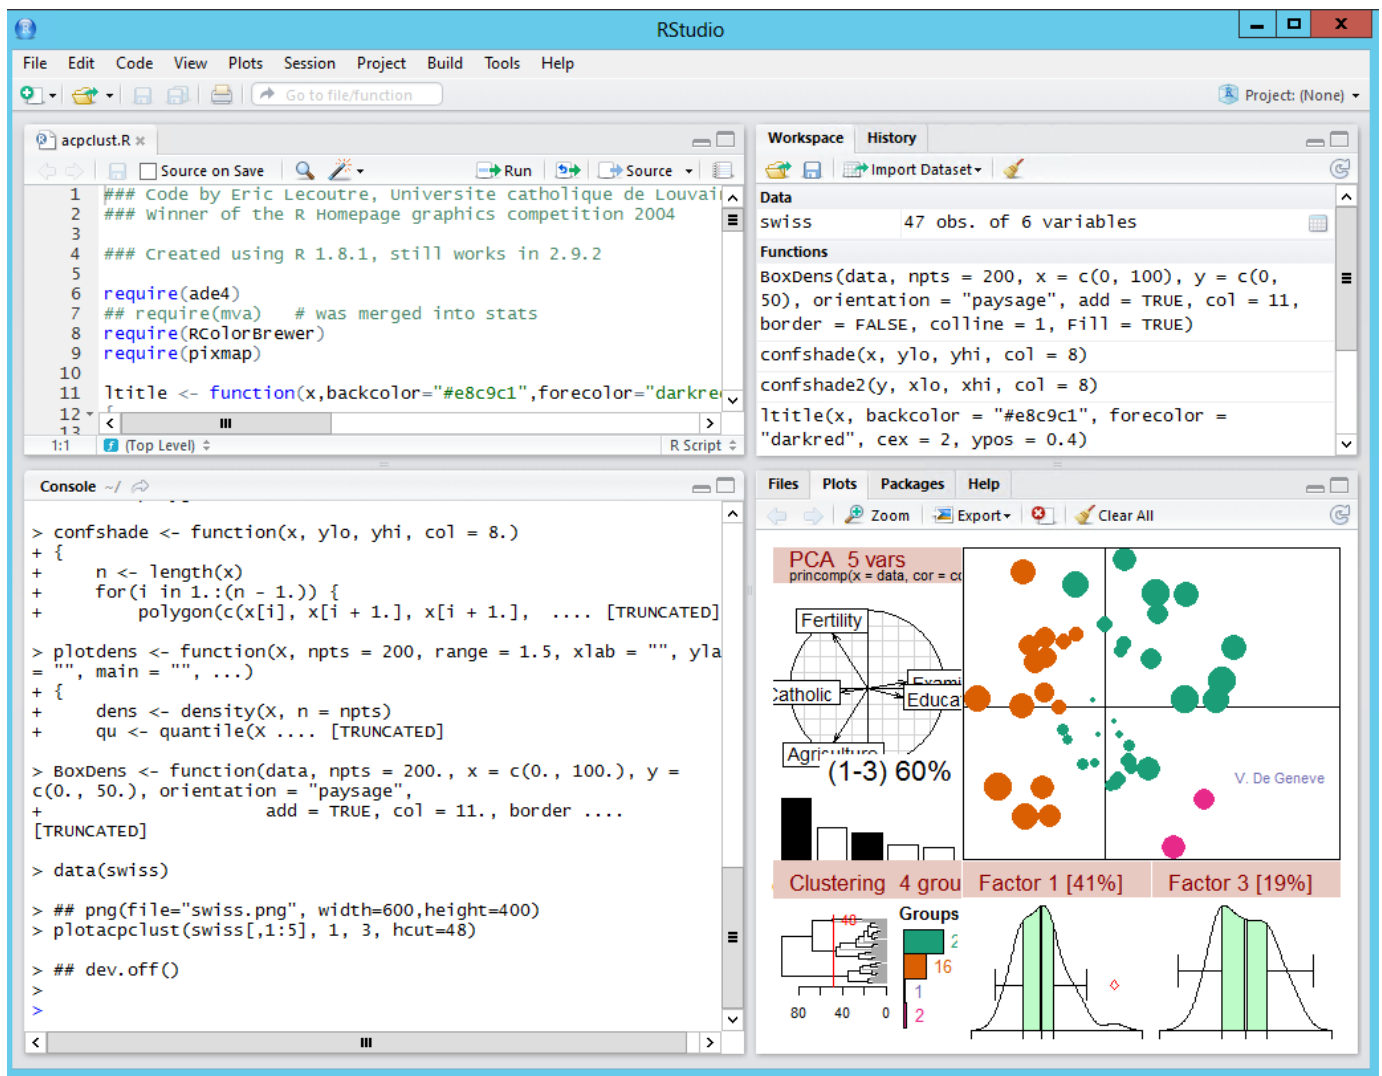 RStudio
File Edit Code View Plots Session Project Build Tools Help
Go to file/function
Project: (None)
acpclust.R
Source on Save
Run
Source
1 ### Code by Eric Lecoutre, Universite catholique de Louvai
2 ### Winner of the R Homepage graphics competition 2004
3
4 ### Created using R 1.8.1, still works in 2.9.2
5
6 require(ade4)
7 ## require(mva)   # was merged into stats
8 require(RColorBrewer)
9 require(pixmap)
10
11 ltitle <- function(x,backcolor="#e8c9c1",forecolor="darkre
12 {
13
1:1 (Top Level) R Script
Workspace History
Import Dataset
Data
swiss 47 obs. of 6 variables
Functions
BoxDens(data, npts = 200, x = c(0, 100), y = c(0,
50), orientation = "paysage", add = TRUE, col = 11,
border = FALSE, colline = 1, Fill = TRUE)
confshade(x, ylo, yhi, col = 8)
confshade2(y, xlo, xhi, col = 8)
ltitle(x, backcolor = "#e8c9c1", forecolor =
"darkred", cex = 2, ypos = 0.4)
Console ~/
> confshade <- function(x, ylo, yhi, col = 8.)
+ {
+     n <- length(x)
+     for(i in 1.:(n - 1.)) {
+         polygon(c(x[i], x[i + 1.], x[i + 1.],  .... [TRUNCATED]
> plotdens <- function(X, npts = 200, range = 1.5, xlab = "", yla
= "", main = "", ...)
+ {
+     dens <- density(X, n = npts)
+     qu <- quantile(X .... [TRUNCATED]
> BoxDens <- function(data, npts = 200., x = c(0., 100.), y =
c(0., 50.), orientation = "paysage",
+                     add = TRUE, col = 11., border ....
[TRUNCATED]
> data(swiss)
> ## png(file="swiss.png", width=600,height=400)
> plotacpclust(swiss[,1:5], 1, 3, hcut=48)
> ## dev.off()
>
>
Files Plots Packages Help
Zoom Export Clear All
PCA 5 vars
princomp(x = data, cor = co
Fertility
Exami
Catholic
Educa
Agriculture
(1-3) 60%
V. De Geneve
Clustering 4 grou
Factor 1 [41%]
Factor 3 [19%]
48
Groups
2
16
1
2
80 40 0